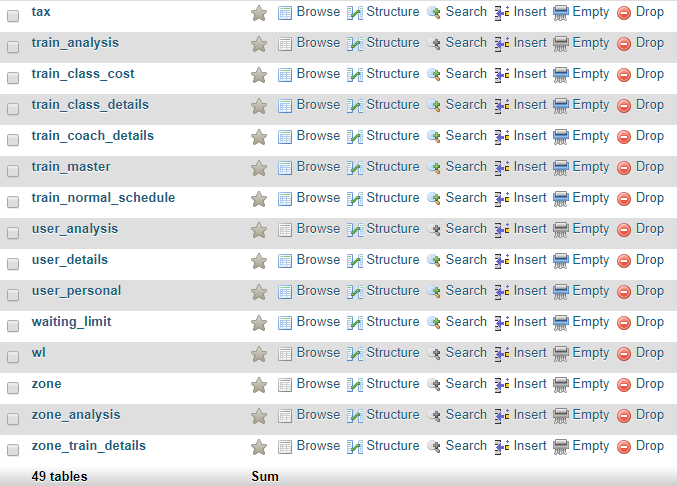 tax Browse Structure Search Insert Empty Drop
train_analysis Browse Structure Search Insert Empty Drop
train_class_cost Browse Structure Search Insert Empty Drop
train_class_details Browse Structure Search Insert Empty Drop
train_coach_details Browse Structure Search Insert Empty Drop
train_master Browse Structure Search Insert Empty Drop
train_normal_schedule Browse Structure Search Insert Empty Drop
user_analysis Browse Structure Search Insert Empty Drop
user_details Browse Structure Search Insert Empty Drop
user_personal Browse Structure Search Insert Empty Drop
waiting_limit Browse Structure Search Insert Empty Drop
wl Browse Structure Search Insert Empty Drop
zone Browse Structure Search Insert Empty Drop
zone_analysis Browse Structure Search Insert Empty Drop
zone_train_details Browse Structure Search Insert Empty Drop
49 tables Sum